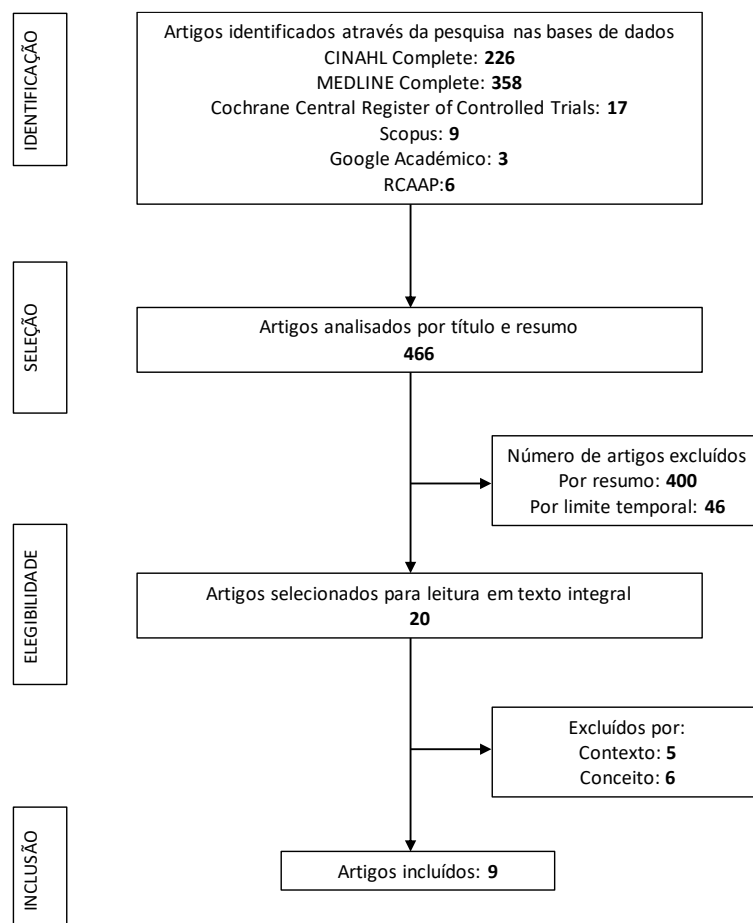 IDENTIFICAÇÃO
Artigos identificados através da pesquisa nas bases de dados
CINAHL Complete: 226
MEDLINE Complete: 358
Cochrane Central Register of Controlled Trials: 17
Scopus: 9
Google Académico: 3
RCAAP:6
SELEÇÃO
Artigos analisados por título e resumo
466
Número de artigos excluídos
Por resumo: 400
Por limite temporal: 46
ELEGIBILIDADE
Artigos selecionados para leitura em texto integral
20
Excluídos por:
Contexto: 5
Conceito: 6
INCLUSÃO
Artigos incluídos: 9